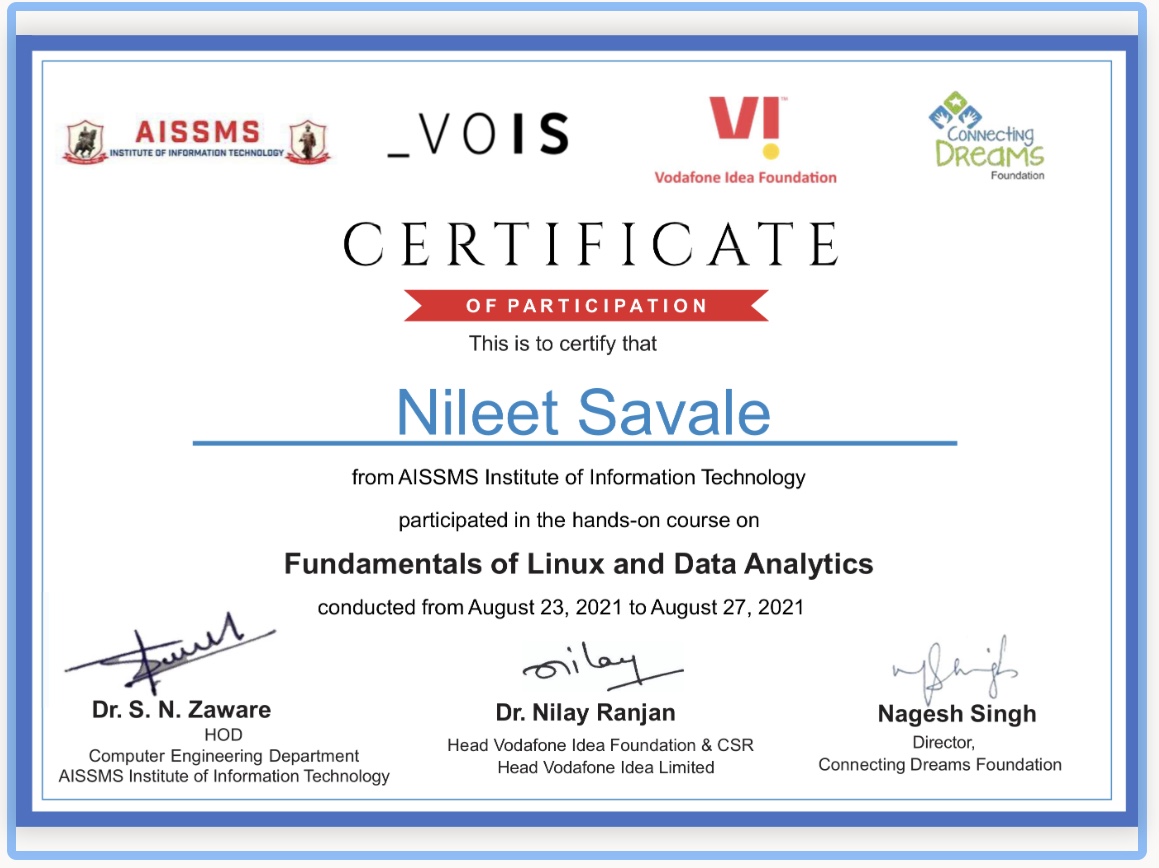 AISSMS
INSTITUTE OF INFORMATION TECHNOLOGY
_VOIS
V!
Vodafone Idea Foundation
Connecting
Dreams
Foundation
CERTIFICATE
OF PARTICIPATION
This is to certify that
Nileet Savale
from AISSMS Institute of Information Technology
participated in the hands-on course on
Fundamentals of Linux and Data Analytics
conducted from August 23, 2021 to August 27, 2021
Nilay
Dr. S. N. Zaware
HOD
Computer Engineering Department
AISSMS Institute of Information Technology
Dr. Nilay Ranjan
Head Vodafone Idea Foundation & CSR
Head Vodafone Idea Limited
Nagesh Singh
Director,
Connecting Dreams Foundation